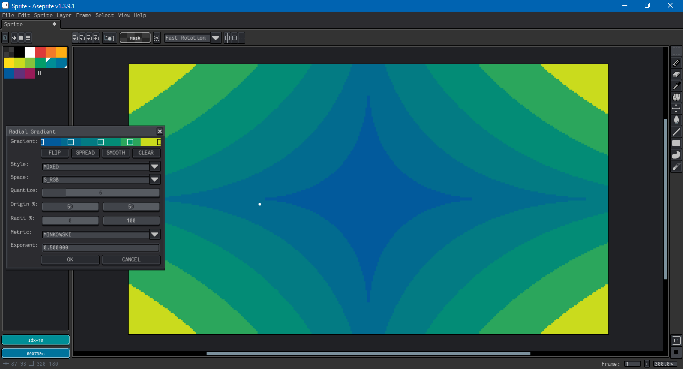 Sprite - Aseprite v1.3.9.1
File Edit Sprite Layer Frame Select View Help
Sprite
Mask
Fast Rotation
Radial Gradient
Gradient:
FLIP SPREAD SMOOTH CLEAR
Style: MIXED
Space: S_RGB
Quantize:
Origin %: 50 50
Radii %: 0 100
Metric: MINKOWSKI
Exponent: 0.500000
OK CANCEL
Frame: 1
300.0%